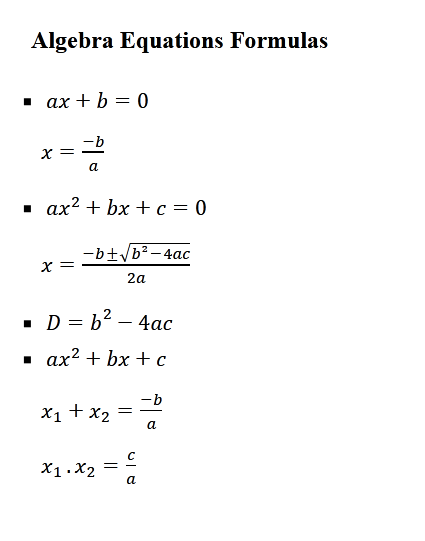 Algebra Equations Formulas
▪ ax + b = 0
x = -b/a
▪ ax² + bx + c = 0
x = (-b±√(b²-4ac))/(2a)
▪ D = b² − 4ac
▪ ax² + bx + c
x₁ + x₂ = -b/a
x₁ . x₂ = c/a